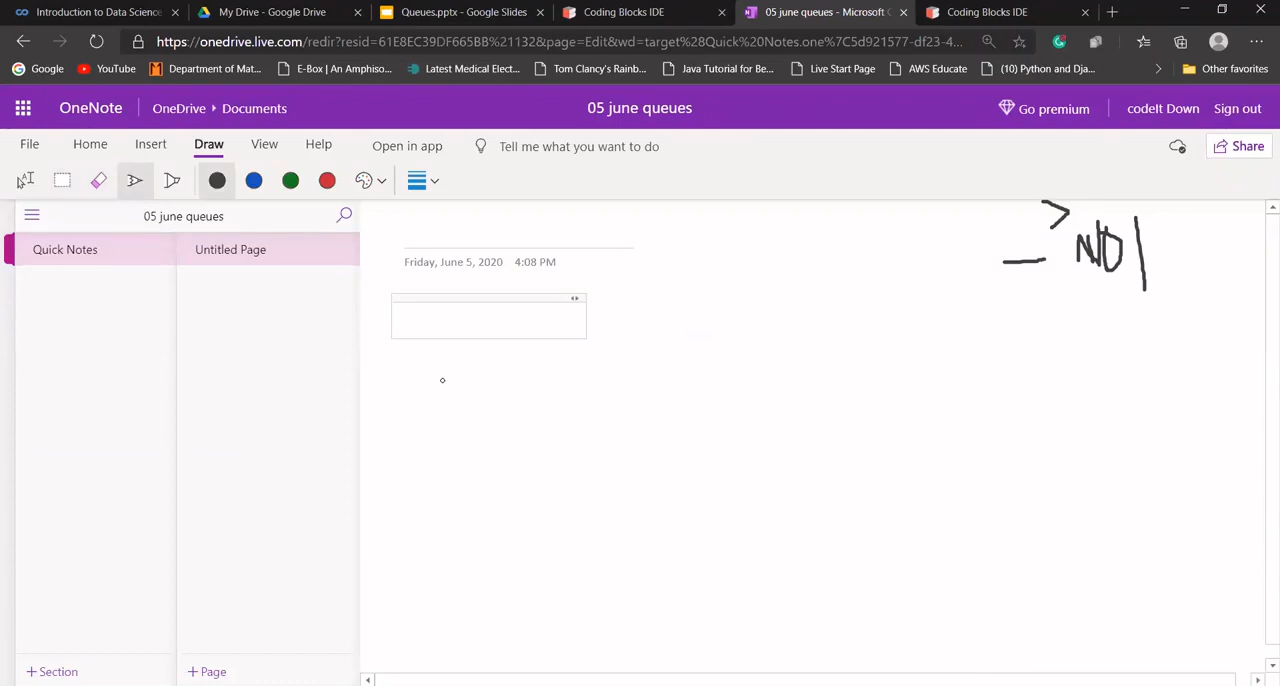 Introduction to Data Science
My Drive - Google Drive
Queues.pptx - Google Slides
Coding Blocks IDE
05 june queues - Microsoft
Coding Blocks IDE
https://onedrive.live.com/redir?resid=61E8EC39DF665BB%21132&page=Edit&wd=target%28Quick%20Notes.one%7C5d921577-df23-4...
Google
YouTube
Department of Mat...
E-Box | An Amphiso...
Latest Medical Elect...
Tom Clancy's Rainb...
Java Tutorial for Be...
Live Start Page
AWS Educate
(10) Python and Dja...
Other favorites
OneNote
OneDrive
Documents
05 june queues
Go premium
codeIt Down
Sign out
File
Home
Insert
Draw
View
Help
Open in app
Tell me what you want to do
Share
05 june queues
Quick Notes
Untitled Page
Friday, June 5, 2020 4:08 PM
+ Section
+ Page